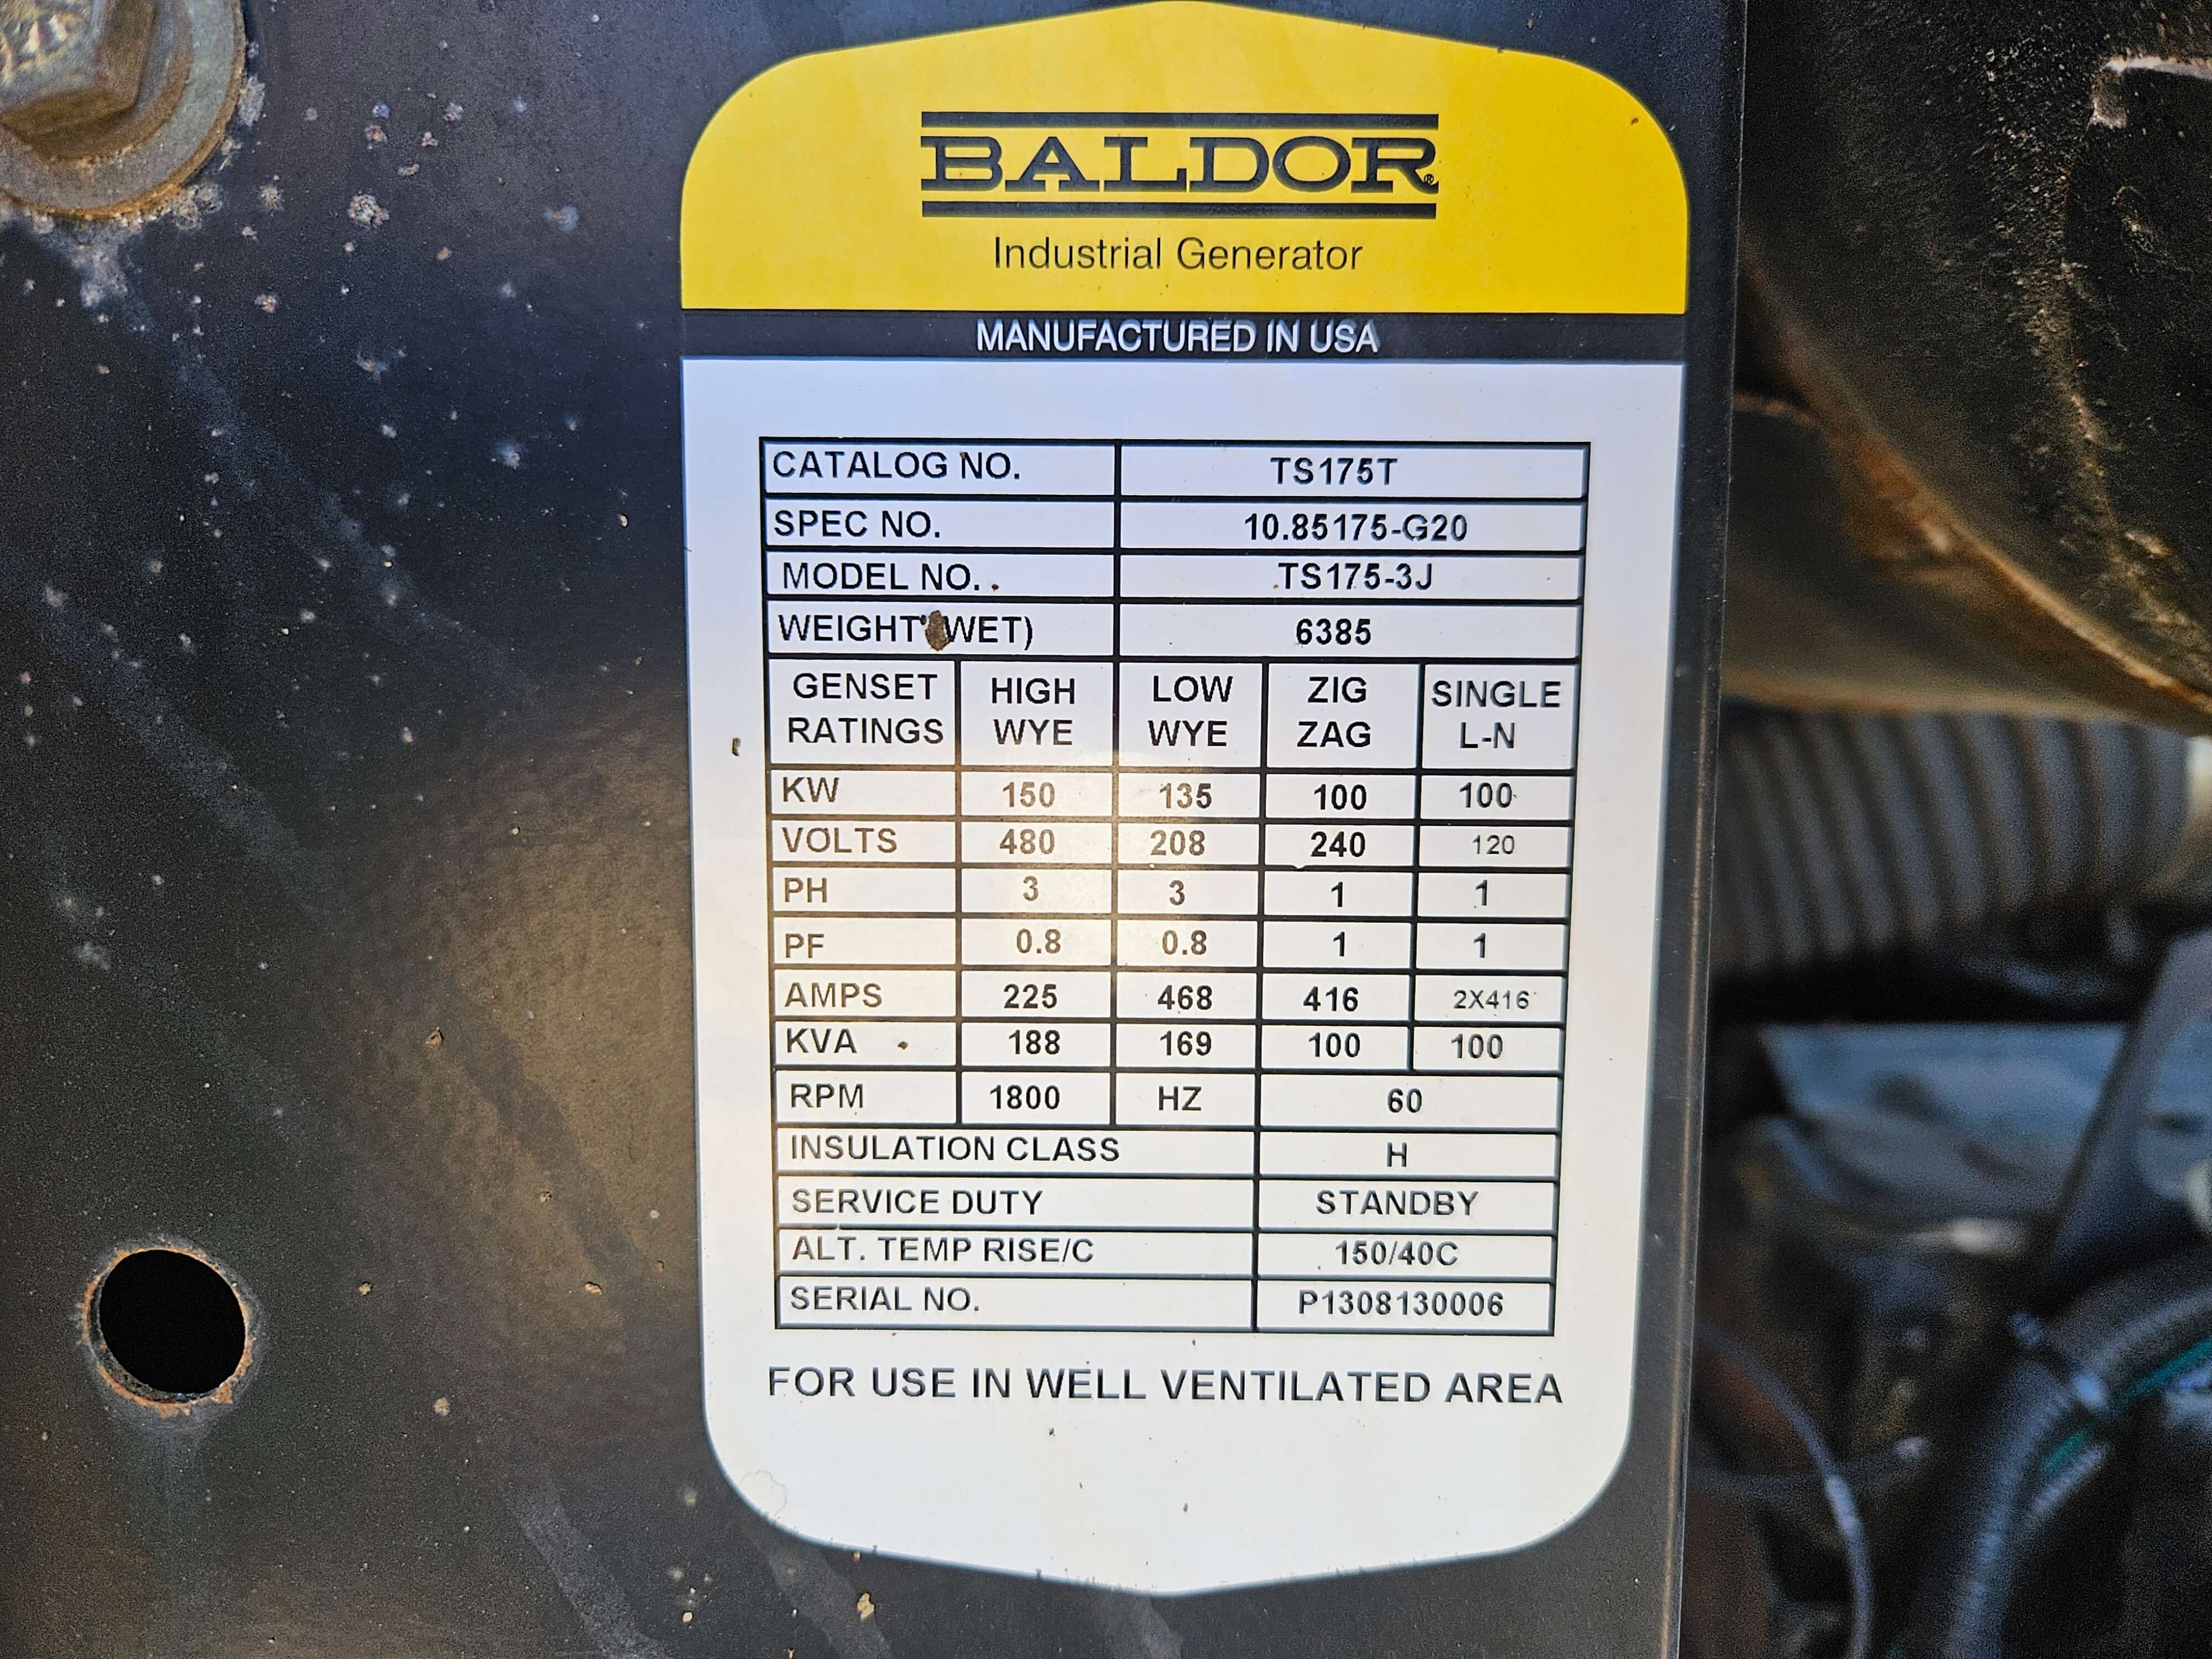 BALDOR®
Industrial Generator
MANUFACTURED IN USA
CATALOG NO. TS175T
SPEC NO. 10.85175-G20
MODEL NO. TS175-3J
WEIGHT (WET) 6385
GENSET RATINGS HIGH WYE LOW WYE ZIG ZAG SINGLE L-N
KW 150 135 100 100
VOLTS 480 208 240 120
PH 3 3 1 1
PF 0.8 0.8 1 1
AMPS 225 468 416 2X416
KVA 188 169 100 100
RPM 1800 HZ 60
INSULATION CLASS H
SERVICE DUTY STANDBY
ALT. TEMP RISE/C 150/40C
SERIAL NO. P1308130006
FOR USE IN WELL VENTILATED AREA